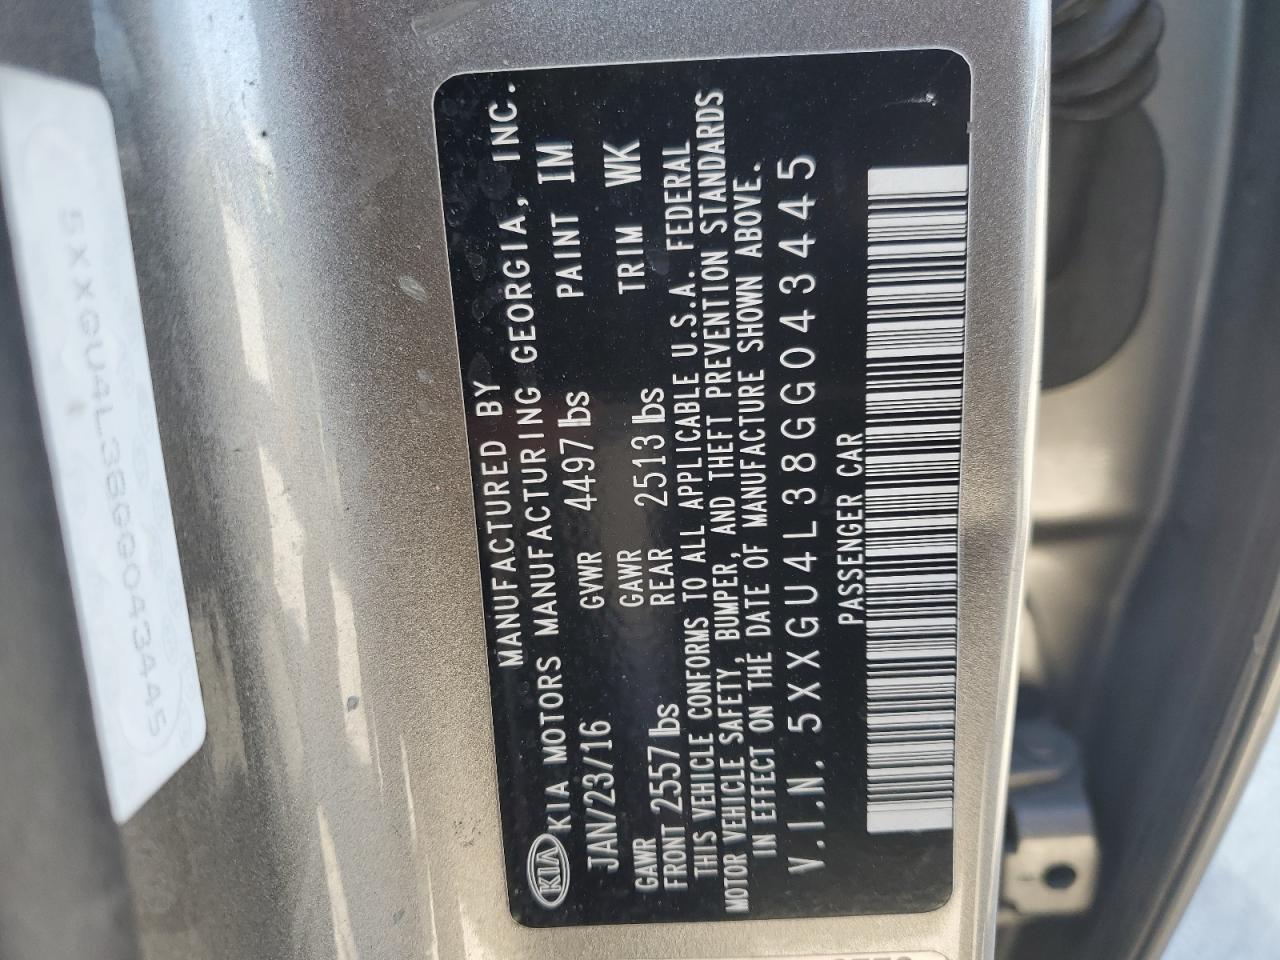 MANUFACTURED BY
KIA KIA MOTORS MANUFACTURING GEORGIA, INC.
JAN/23/16 GVWR 4497 lbs PAINT IM
GAWR FRONT 2557 lbs GAWR REAR 2513 lbs TRIM WK
THIS VEHICLE CONFORMS TO ALL APPLICABLE U.S.A. FEDERAL
MOTOR VEHICLE SAFETY, BUMPER, AND THEFT PREVENTION STANDARDS
IN EFFECT ON THE DATE OF MANUFACTURE SHOWN ABOVE.
V.I.N. 5XXGU4L38GG043445
PASSENGER CAR
5XXGU4L38GG043445